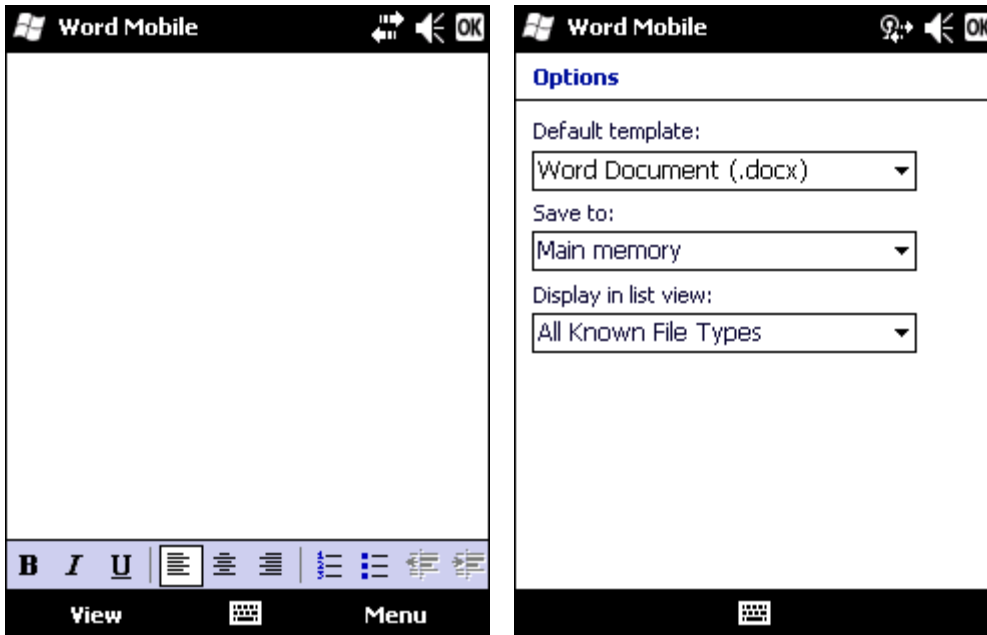 Word Mobile OK
B I U
View Menu
Word Mobile OK
Options
Default template:
Word Document (.docx)
Save to:
Main memory
Display in list view:
All Known File Types